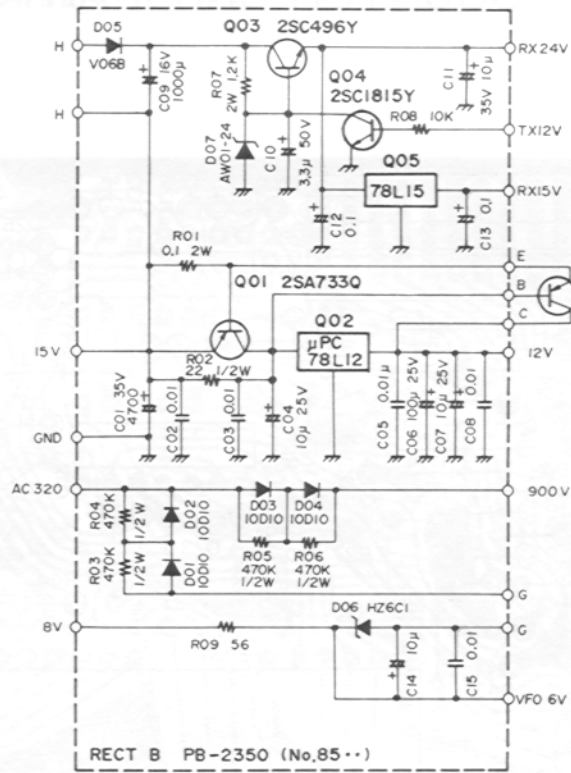 Q03 2SC496Y
D05
H
V06B
C09 16V
1000μ
R07
2W 1.2K
Q04
2SC1815Y
C11
35V 10μ
RX24V
H
D07
AW01-24
C10
3.3μ 50V
R08 10K
TX12V
Q05
78L15
RX15V
C12
0.1
C13
0.1
R01
0.1 2W
E
Q01 2SA733Q
B
C
Q02
μPC
78L12
15V
12V
R02
22 1/2W
C01 35V
4700
C02 0.01
C03 0.01
C04
10μ 25V
C05 0.01μ
C06 100μ 25V
C07 10μ 25V
C08 0.01
GND
AC320
900V
R04
470K
1/2W
D02
10D10
D03
10D10
D04
10D10
R03
470K
1/2W
D01
10D10
R05
470K
1/2W
R06
470K
1/2W
G
D06 HZ6C1
8V
G
R09 56
C14 10μ
C15 0.01
VFO 6V
RECT B PB-2350 (No,85··)